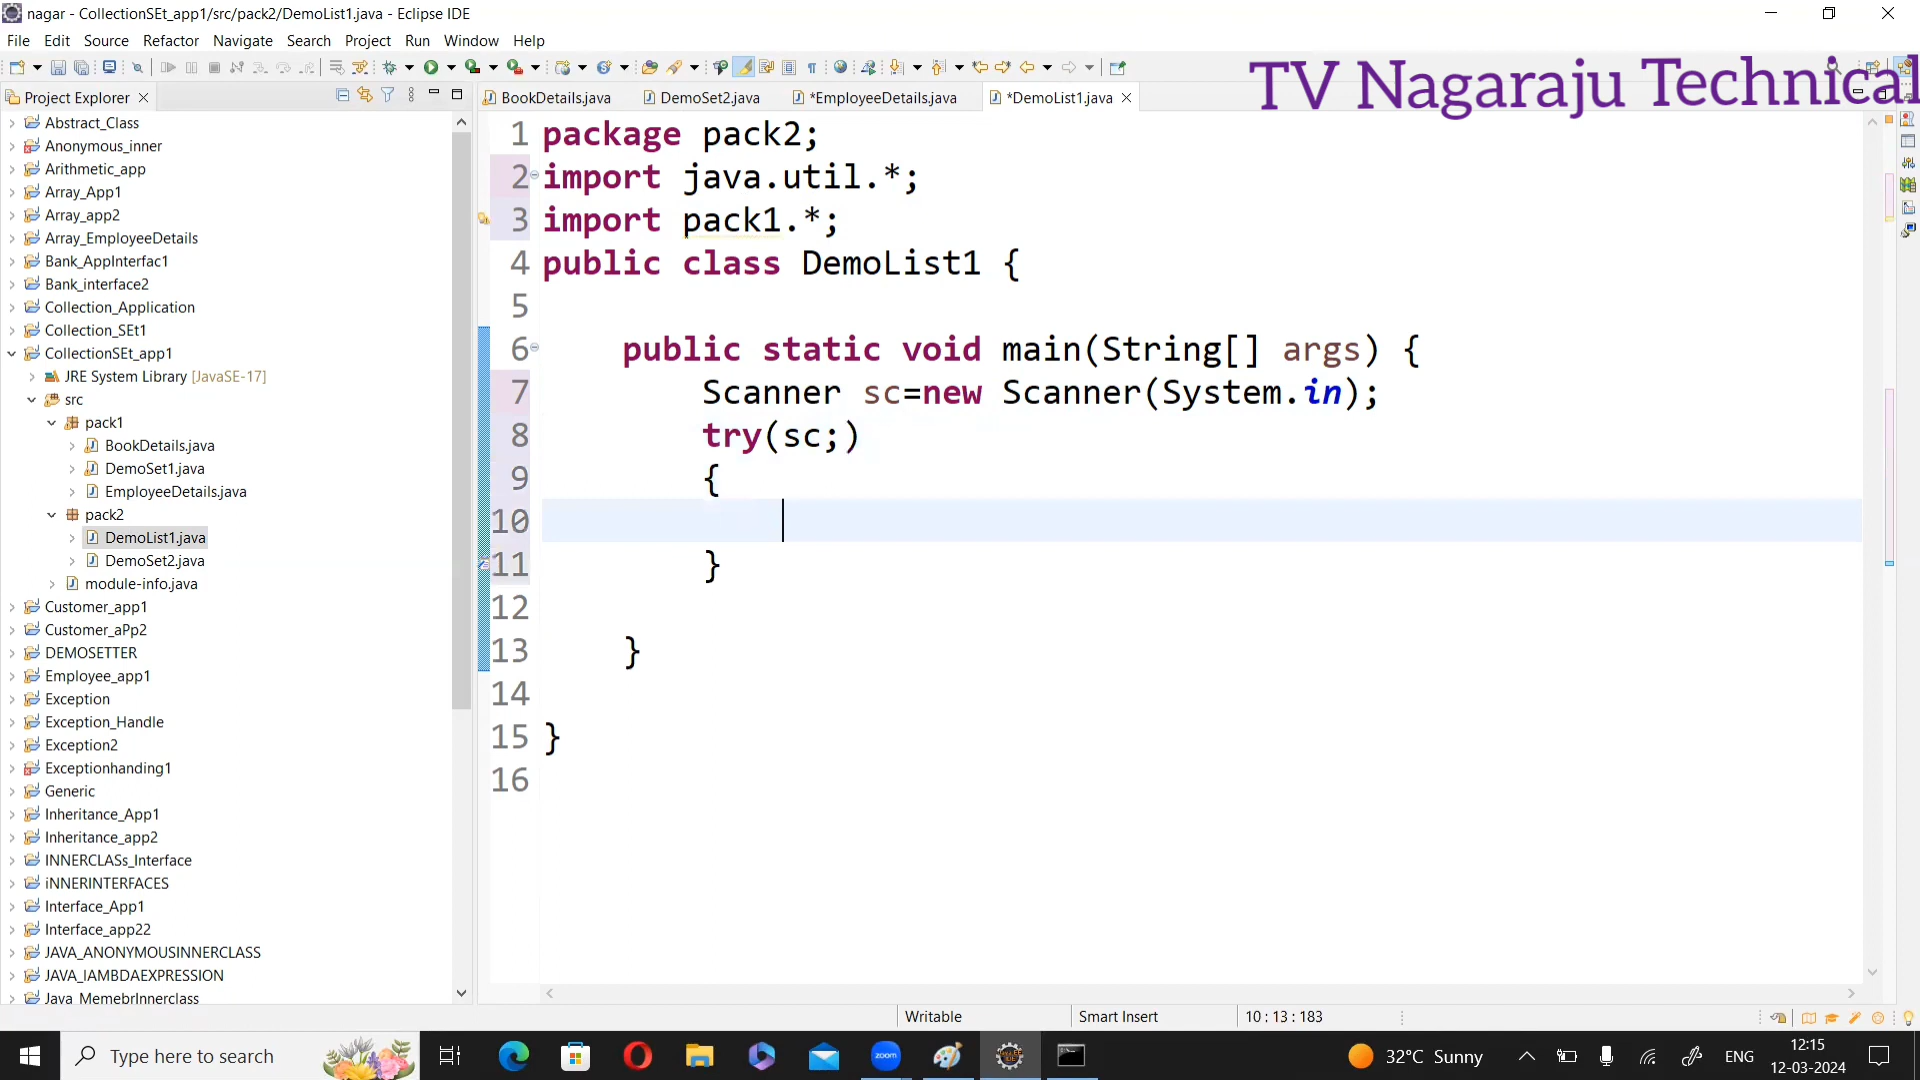 nagar - CollectionSEt_app1/src/pack2/DemoList1.java - Eclipse IDE
File Edit Source Refactor Navigate Search Project Run Window Help
TV Nagaraju Technical
Project Explorer
BookDetails.java DemoSet2.java *EmployeeDetails.java *DemoList1.java
Abstract_Class
Anonymous_inner
Arithmetic_app
Array_App1
Array_app2
Array_EmployeeDetails
Bank_AppInterfac1
Bank_interface2
Collection_Application
Collection_SEt1
CollectionSEt_app1
JRE System Library [JavaSE-17]
src
pack1
BookDetails.java
DemoSet1.java
EmployeeDetails.java
pack2
DemoList1.java
DemoSet2.java
module-info.java
Customer_app1
Customer_aPp2
DEMOSETTER
Employee_app1
Exception
Exception_Handle
Exception2
Exceptionhanding1
Generic
Inheritance_App1
Inheritance_app2
INNERCLASs_Interface
iNNERINTERFACES
Interface_App1
Interface_app22
JAVA_ANONYMOUSINNERCLASS
JAVA_lAMBDAEXPRESSION
Java_MemebrInnerclass
1 package pack2;
2 import java.util.*;
3 import pack1.*;
4 public class DemoList1 {
5
6 public static void main(String[] args) {
7 Scanner sc=new Scanner(System.in);
8 try(sc;)
9 {
10
11 }
12
13 }
14
15 }
16
Writable Smart Insert 10 : 13 : 183
Type here to search
zoom
32°C Sunny
ENG
12:15
12-03-2024